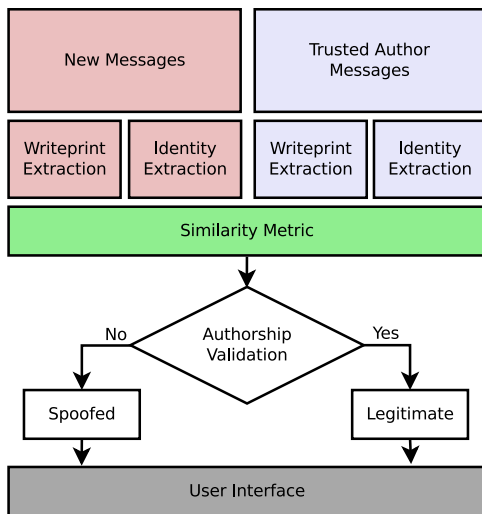 New Messages
Trusted Author
Messages
Writeprint
Extraction
Identity
Extraction
Writeprint
Extraction
Identity
Extraction
Similarity Metric
No
Authorship
Validation
Yes
Spoofed
Legitimate
User Interface